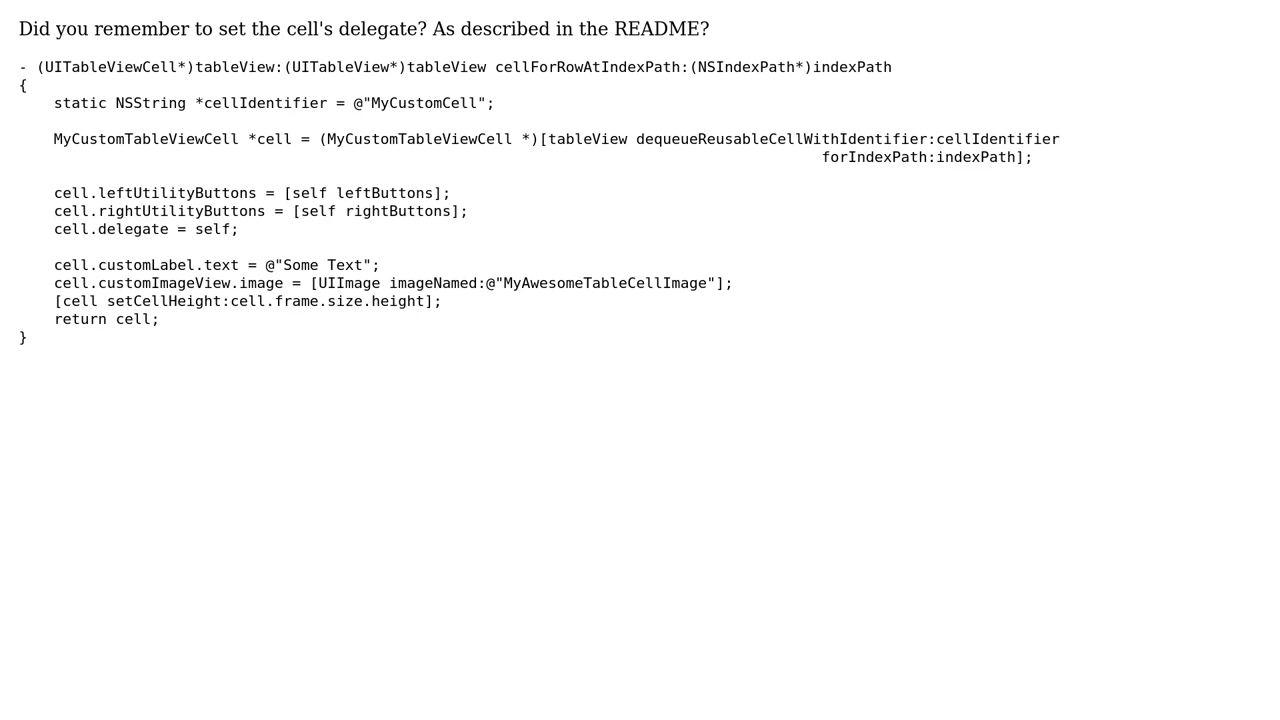 Did you remember to set the cell's delegate? As described in the README?
- (UITableViewCell*)tableView:(UITableView*)tableView cellForRowAtIndexPath:(NSIndexPath*)indexPath
{
    static NSString *cellIdentifier = @"MyCustomCell";
    MyCustomTableViewCell *cell = (MyCustomTableViewCell *)[tableView dequeueReusableCellWithIdentifier:cellIdentifier
                                                                                           forIndexPath:indexPath];
    cell.leftUtilityButtons = [self leftButtons];
    cell.rightUtilityButtons = [self rightButtons];
    cell.delegate = self;
    cell.customLabel.text = @"Some Text";
    cell.customImageView.image = [UIImage imageNamed:@"MyAwesomeTableCellImage"];
    [cell setCellHeight:cell.frame.size.height];
    return cell;
}